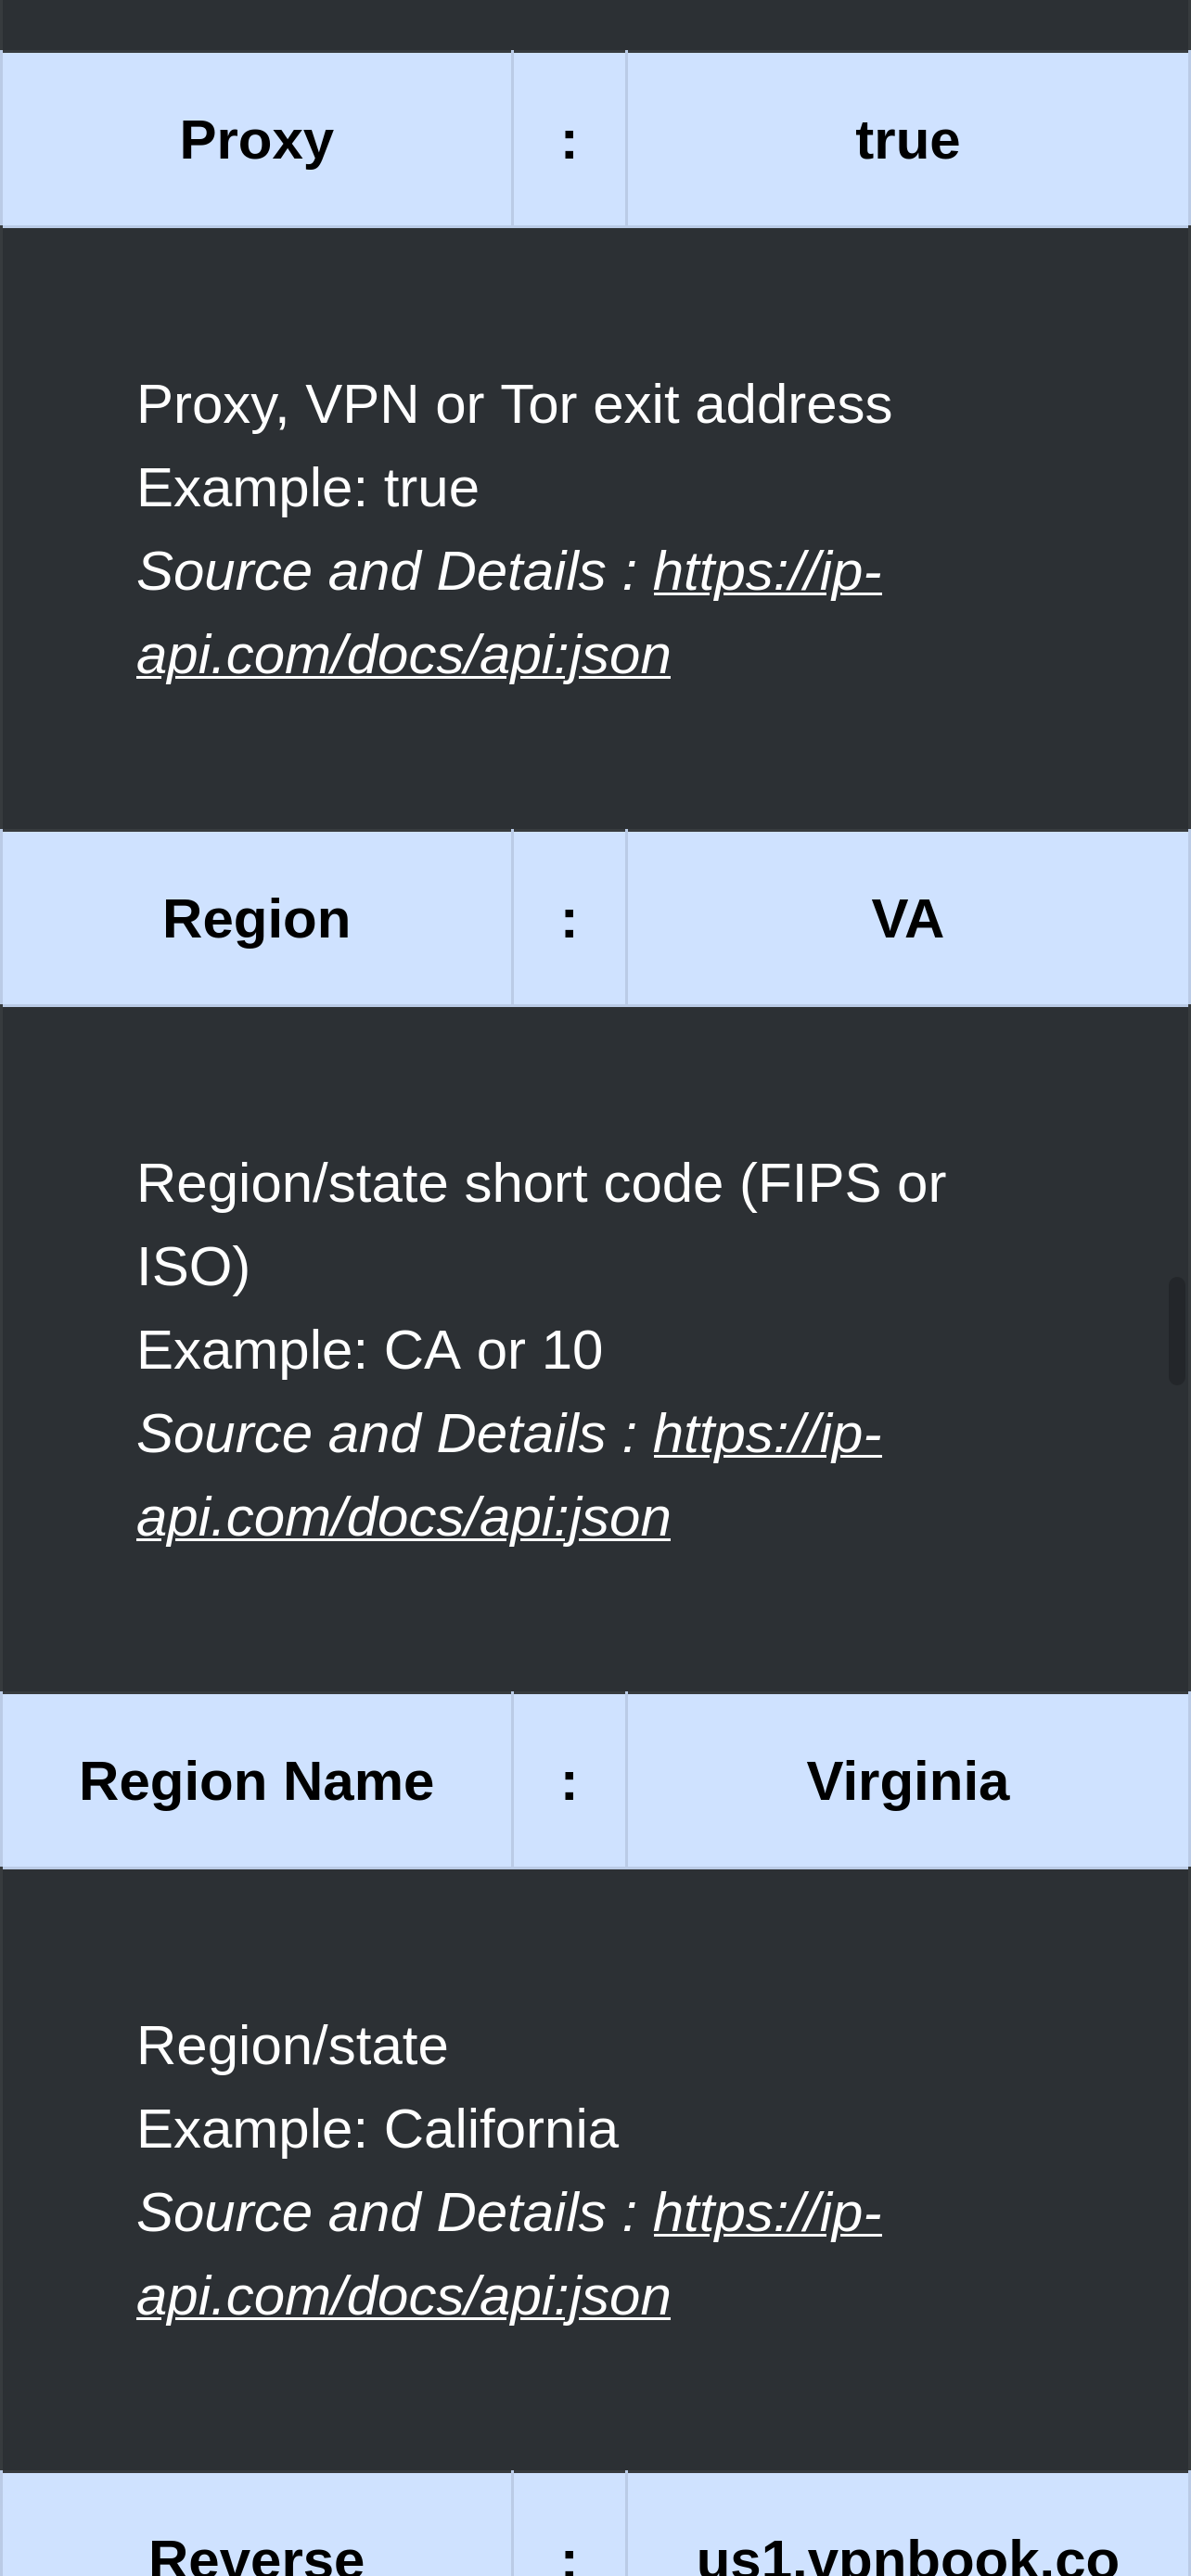 Proxy : true
Proxy, VPN or Tor exit address
Example: true
Source and Details : https://ip-
api.com/docs/api:json
Region : VA
Region/state short code (FIPS or
ISO)
Example: CA or 10
Source and Details : https://ip-
api.com/docs/api:json
Region Name : Virginia
Region/state
Example: California
Source and Details : https://ip-
api.com/docs/api:json
Reverse : us1.vpnbook.co